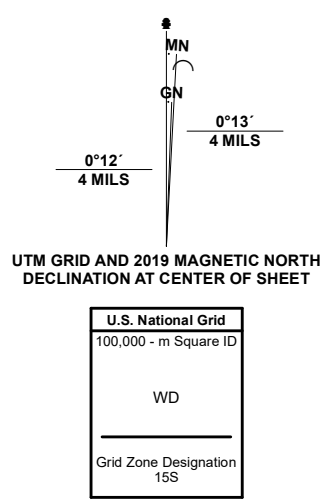 MN
GN
0°13´
4 MILS
0°12´
4 MILS
UTM GRID AND 2019 MAGNETIC NORTH
DECLINATION AT CENTER OF SHEET
U.S. National Grid
100,000 - m Square ID
WD
Grid Zone Designation
15S